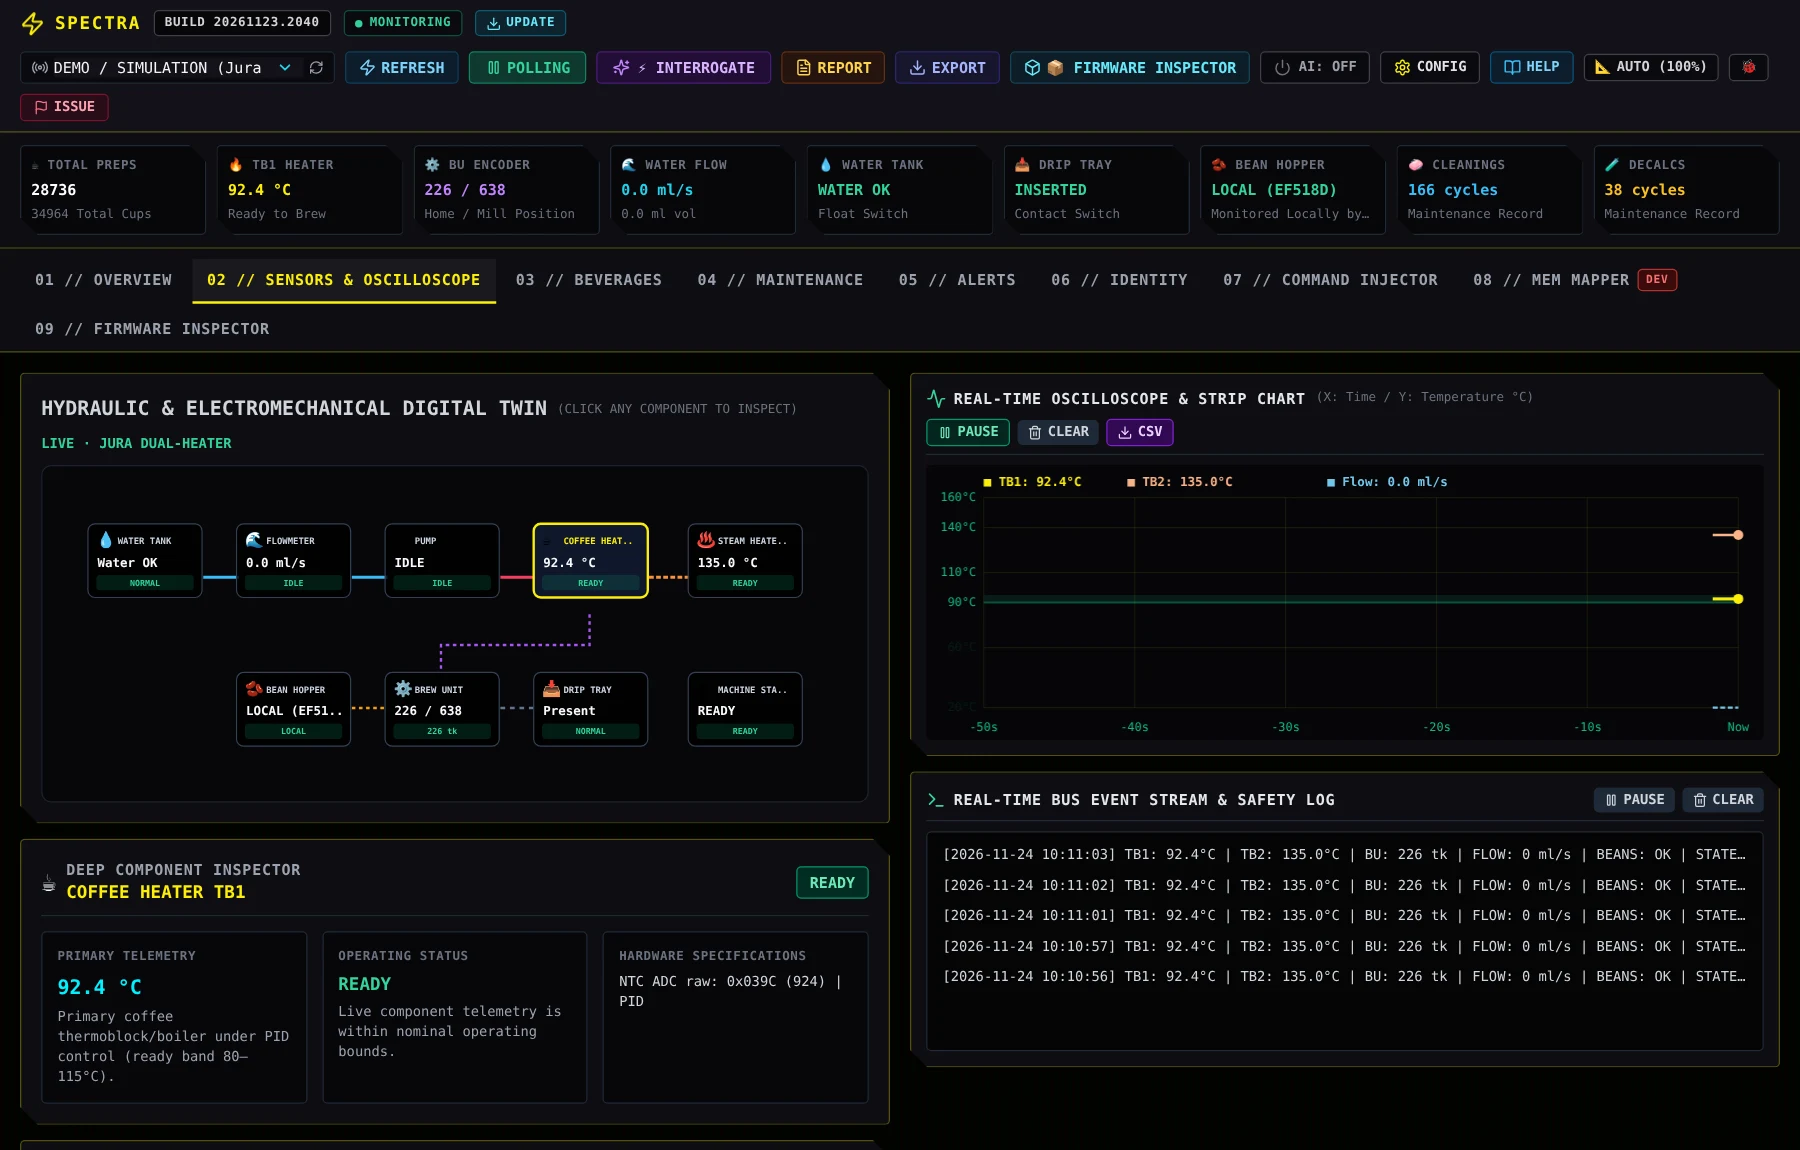 SPECTRA
BUILD 20261123.2040
● MONITORING
UPDATE
DEMO / SIMULATION (Jura
REFRESH
POLLING
⚡ INTERROGATE
REPORT
EXPORT
📦 FIRMWARE INSPECTOR
AI: OFF
CONFIG
HELP
📐 AUTO (100%)
ISSUE
TOTAL PREPS
28736
34964 Total Cups
TB1 HEATER
92.4 °C
Ready to Brew
BU ENCODER
226 / 638
Home / Mill Position
WATER FLOW
0.0 ml/s
0.0 ml vol
WATER TANK
WATER OK
Float Switch
DRIP TRAY
INSERTED
Contact Switch
BEAN HOPPER
LOCAL (EF518D)
Monitored Locally by…
CLEANINGS
166 cycles
Maintenance Record
DECALCS
38 cycles
Maintenance Record
01 // OVERVIEW
02 // SENSORS & OSCILLOSCOPE
03 // BEVERAGES
04 // MAINTENANCE
05 // ALERTS
06 // IDENTITY
07 // COMMAND INJECTOR
08 // MEM MAPPER DEV
09 // FIRMWARE INSPECTOR
HYDRAULIC & ELECTROMECHANICAL DIGITAL TWIN (CLICK ANY COMPONENT TO INSPECT)
LIVE · JURA DUAL-HEATER
WATER TANK
Water OK
NORMAL
FLOWMETER
0.0 ml/s
IDLE
PUMP
IDLE
IDLE
COFFEE HEAT..
92.4 °C
READY
STEAM HEATE..
135.0 °C
READY
BEAN HOPPER
LOCAL (EF51..
LOCAL
BREW UNIT
226 / 638
226 tk
DRIP TRAY
Present
NORMAL
MACHINE STA..
READY
READY
DEEP COMPONENT INSPECTOR
COFFEE HEATER TB1
READY
PRIMARY TELEMETRY
92.4 °C
Primary coffee
thermoblock/boiler under PID
control (ready band 80–
115°C).
OPERATING STATUS
READY
Live component telemetry is
within nominal operating
bounds.
HARDWARE SPECIFICATIONS
NTC ADC raw: 0x039C (924) |
PID
REAL-TIME OSCILLOSCOPE & STRIP CHART (X: Time / Y: Temperature °C)
PAUSE
CLEAR
CSV
TB1: 92.4°C
TB2: 135.0°C
Flow: 0.0 ml/s
160°C
140°C
110°C
90°C
60°C
20°C
-50s
-40s
-30s
-20s
-10s
Now
REAL-TIME BUS EVENT STREAM & SAFETY LOG
PAUSE
CLEAR
[2026-11-24 10:11:03] TB1: 92.4°C | TB2: 135.0°C | BU: 226 tk | FLOW: 0 ml/s | BEANS: OK | STATE…
[2026-11-24 10:11:02] TB1: 92.4°C | TB2: 135.0°C | BU: 226 tk | FLOW: 0 ml/s | BEANS: OK | STATE…
[2026-11-24 10:11:01] TB1: 92.4°C | TB2: 135.0°C | BU: 226 tk | FLOW: 0 ml/s | BEANS: OK | STATE…
[2026-11-24 10:10:57] TB1: 92.4°C | TB2: 135.0°C | BU: 226 tk | FLOW: 0 ml/s | BEANS: OK | STATE…
[2026-11-24 10:10:56] TB1: 92.4°C | TB2: 135.0°C | BU: 226 tk | FLOW: 0 ml/s | BEANS: OK | STATE…